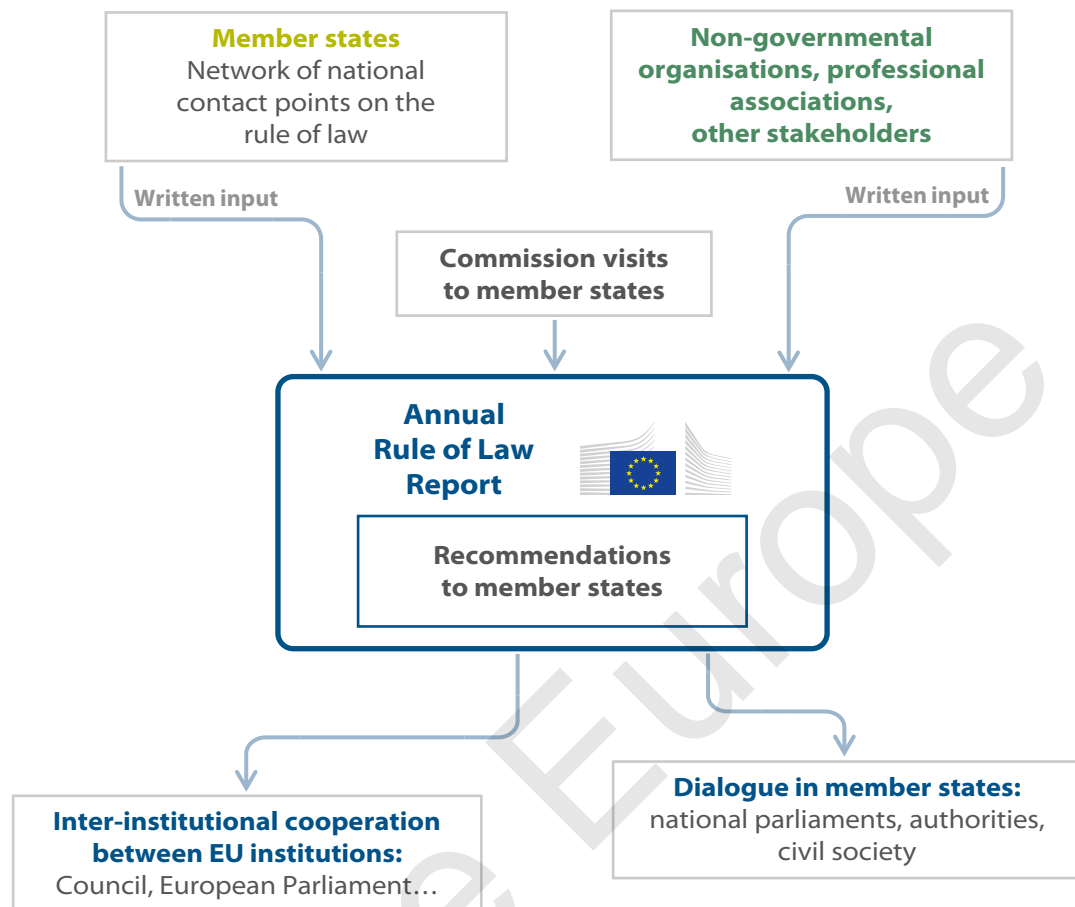 Member states
Network of national
contact points on the
rule of law
Non-governmental
organisations, professional
associations,
other stakeholders
Written input
Written input
Commission visits
to member states
Annual
Rule of Law
Report
Recommendations
to member states
Inter-institutional cooperation
between EU institutions:
Council, European Parliament…
Dialogue in member states:
national parliaments, authorities,
civil society
e Europe